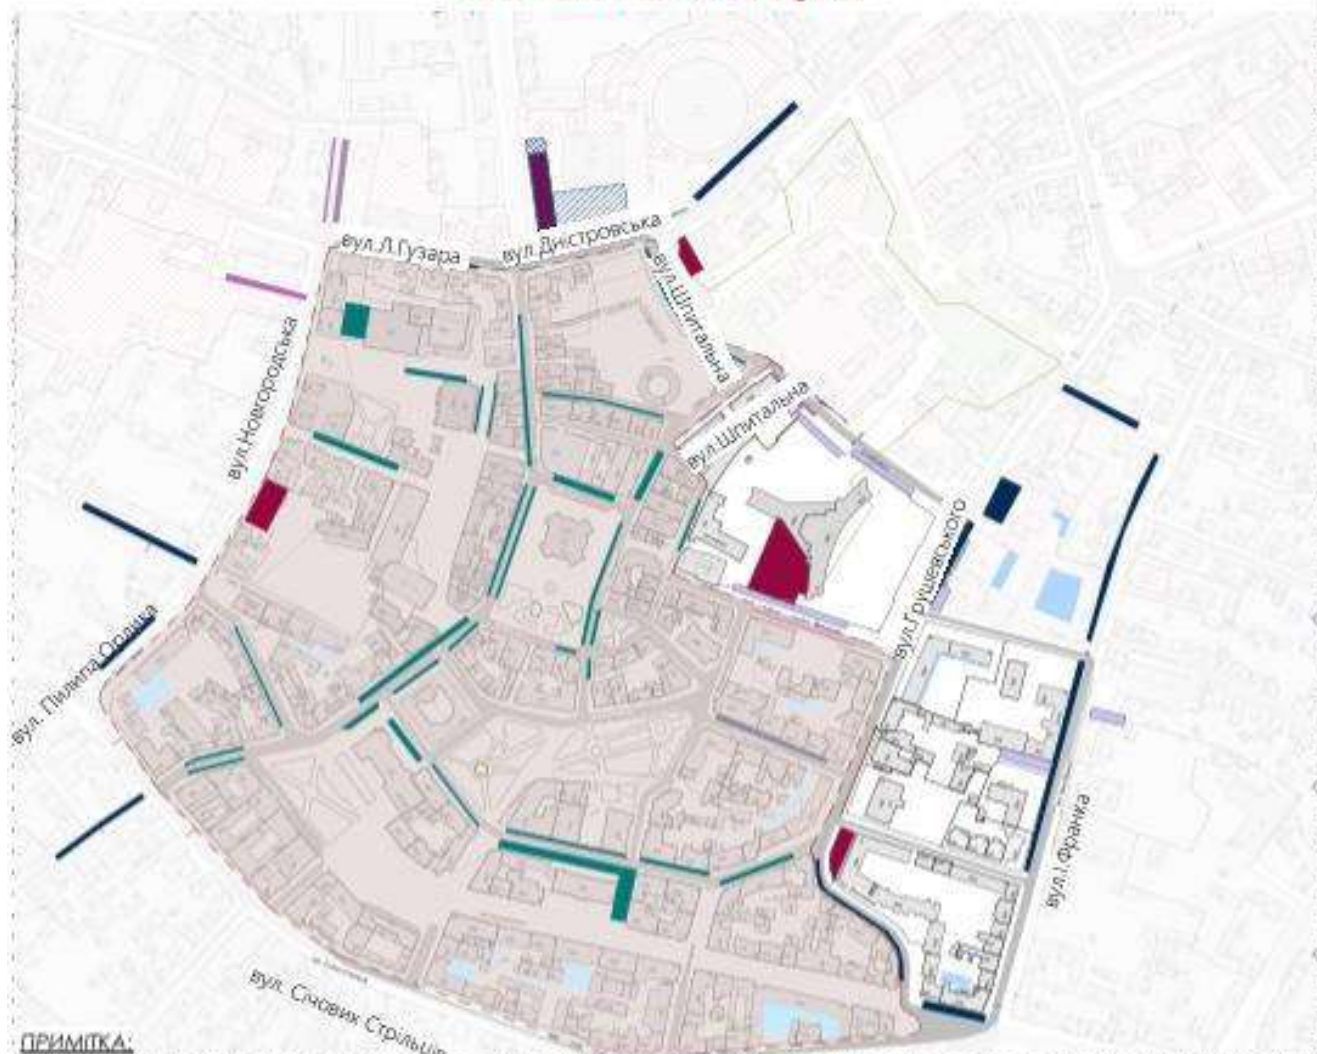 вул.Л.Гузара
вул.Дністровська
вул.Шпитальна
вул.Новгородська
вул.Шпитальна
вул.Грушевського
вул. Пилипа Орлика
вул.І.Франка
вул. Січових Стрільців
ПРИМІТКА: